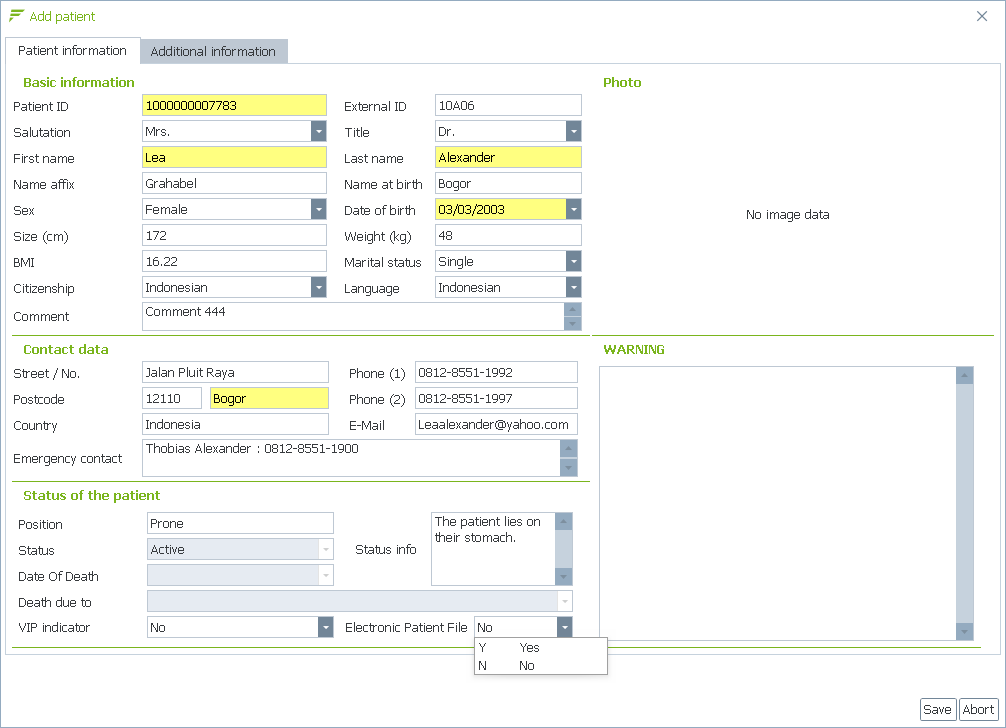 Add patient
Patient information Additional information
Basic information
Patient ID 1000000007783 External ID 10A06
Salutation Mrs. Title Dr.
First name Lea Last name Alexander
Name affix Grahabel Name at birth Bogor
Sex Female Date of birth 03/03/2003
Size (cm) 172 Weight (kg) 48
BMI 16.22 Marital status Single
Citizenship Indonesian Language Indonesian
Comment Comment 444
Photo
No image data
Contact data
Street / No. Jalan Pluit Raya Phone (1) 0812-8551-1992
Postcode 12110 Bogor Phone (2) 0812-8551-1997
Country Indonesia E-Mail Leaalexander@yahoo.com
Emergency contact Thobias Alexander : 0812-8551-1900
WARNING
Status of the patient
Position Prone
Status Active Status info
The patient lies on
their stomach.
Date Of Death
Death due to
VIP indicator No Electronic Patient File No
Y Yes
N No
Save Abort